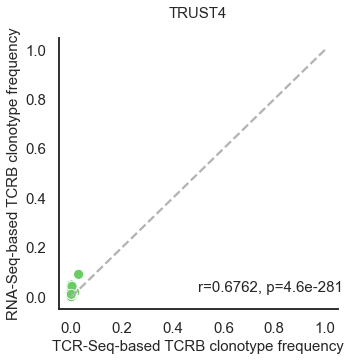 TRUST4
RNA-Seq-based TCRB clonotype frequency
1.0
0.8
0.6
0.4
0.2
0.0
r=0.6762, p=4.6e-281
0.0 0.2 0.4 0.6 0.8 1.0
TCR-Seq-based TCRB clonotype frequency